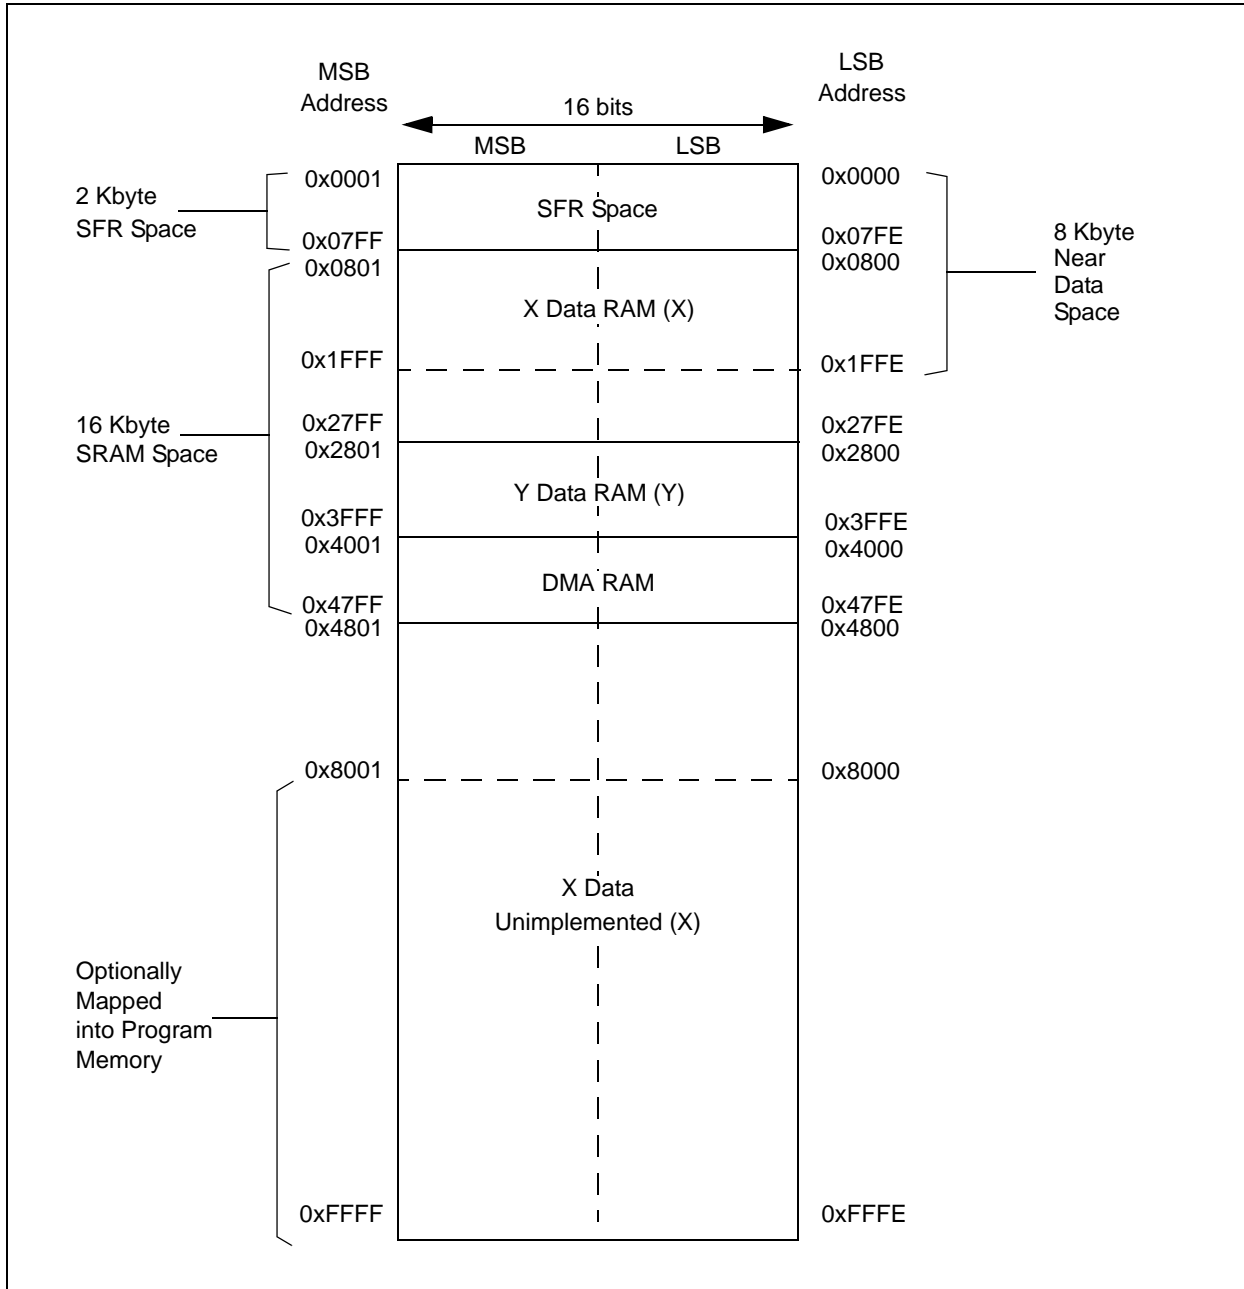 MSB
Address
LSB
Address
16 bits
MSB
LSB
2 Kbyte
SFR Space
0x0001
SFR Space
0x0000
0x07FF
0x07FE
0x0801
0x0800
8 Kbyte
Near
Data
Space
X Data RAM (X)
0x1FFF
0x1FFE
16 Kbyte
SRAM Space
0x27FF
0x27FE
0x2801
0x2800
Y Data RAM (Y)
0x3FFF
0x3FFE
0x4001
0x4000
DMA RAM
0x47FF
0x47FE
0x4801
0x4800
0x8001
0x8000
X Data
Unimplemented (X)
Optionally
Mapped
into Program
Memory
0xFFFF
0xFFFE